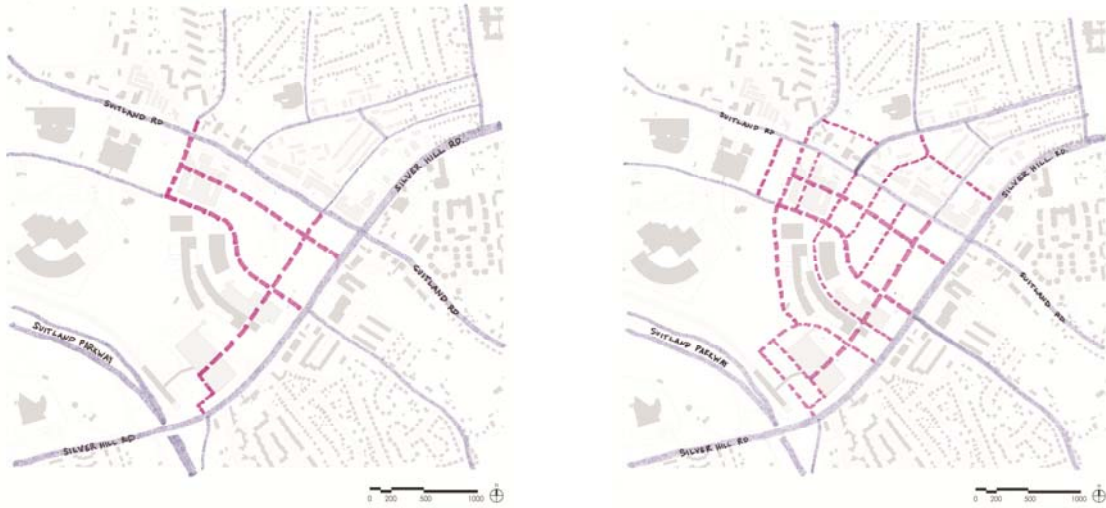 SUITLAND RD
SILVER HILL RD.
SUITLAND RD
SUITLAND PARKWAY
SILVER HILL RD
0 200 500 1000
N
SUITLAND RD
SILVER HILL RD
SUITLAND RD
SUITLAND PARKWAY
SILVER HILL RD
0 200 500 1000
N